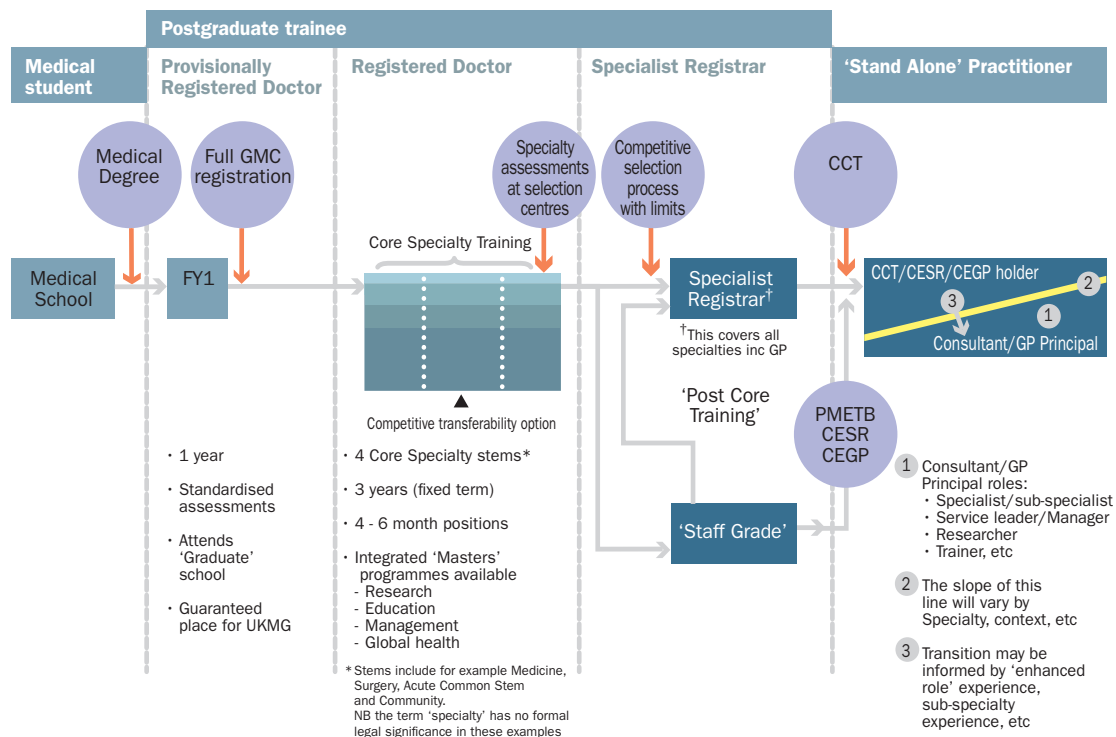 Postgraduate trainee
Medical
student
Provisionally
Registered Doctor
Registered Doctor
Specialist Registrar
‘Stand Alone’ Practitioner
Medical
Degree
Full GMC
registration
Specialty
assessments
at selection
centres
Competitive
selection
process
with limits
CCT
Medical
School
FY1
Core Specialty Training
Competitive transferability option
Specialist
Registrar†
†This covers all
specialties inc GP
‘Post Core
Training’
‘Staff Grade’
CCT/CESR/CEGP holder
3
2
1
Consultant/GP Principal
PMETB
CESR
CEGP
· 1 year
· Standardised
assessments
· Attends
‘Graduate’
school
· Guaranteed
place for UKMG
· 4 Core Specialty stems*
· 3 years (fixed term)
· 4 - 6 month positions
· Integrated ‘Masters’
programmes available
- Research
- Education
- Management
- Global health
* Stems include for example Medicine,
Surgery, Acute Common Stem
and Community.
NB the term ‘specialty’ has no formal
legal significance in these examples
1 Consultant/GP
Principal roles:
· Specialist/sub-specialist
· Service leader/Manager
· Researcher
· Trainer, etc
2 The slope of this
line will vary by
Specialty, context, etc
3 Transition may be
informed by ‘enhanced
role’ experience,
sub-specialty
experience, etc